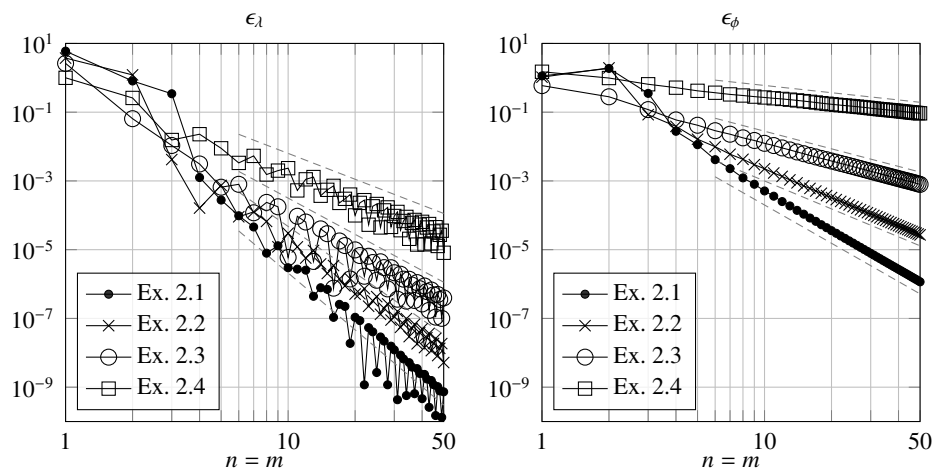 ϵλ
10^1
10^−1
10^−3
10^−5
10^−7
10^−9
Ex. 2.1
Ex. 2.2
Ex. 2.3
Ex. 2.4
1
10
50
n = m
ϵϕ
10^1
10^−1
10^−3
10^−5
10^−7
10^−9
Ex. 2.1
Ex. 2.2
Ex. 2.3
Ex. 2.4
1
10
50
n = m